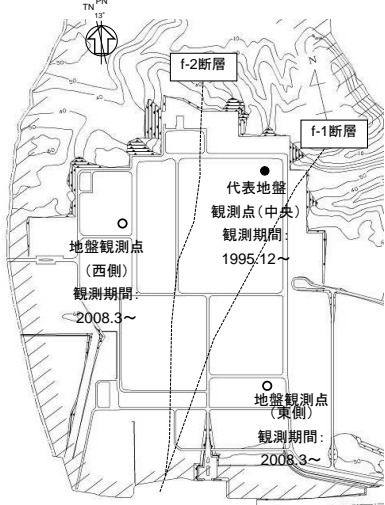 TN PN
13°
f-2断層
f-1断層
N
代表地盤
観測点(中央)
観測期間:
1995.12~
地盤観測点
(西側)
観測期間:
2008.3~
地盤観測点
(東側)
観測期間:
2008.3~